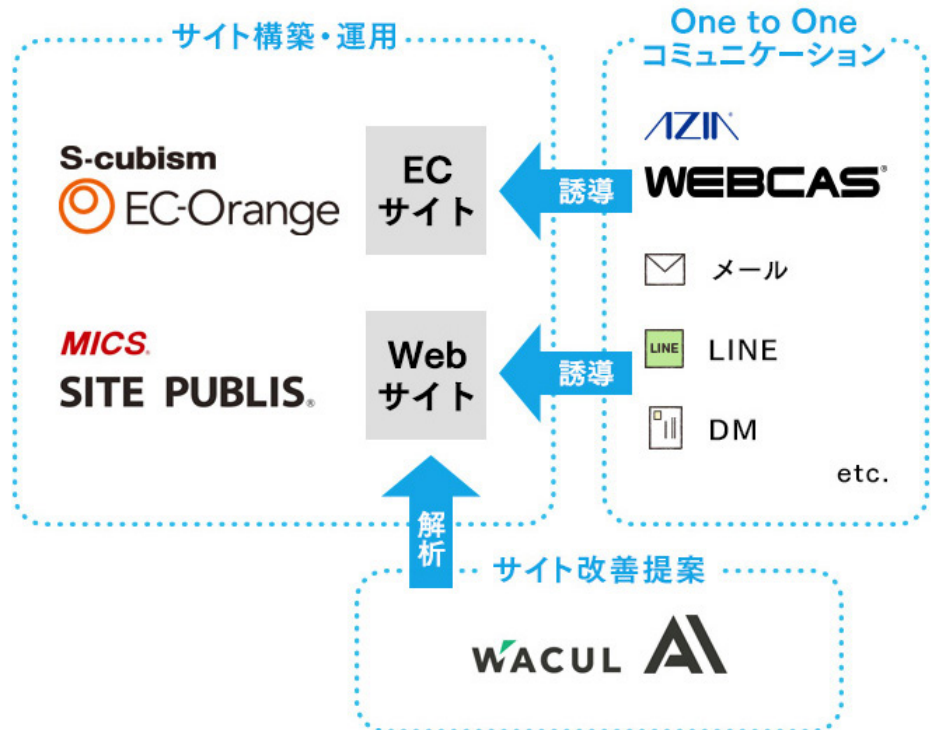 サイト構築・運用
S-cubism
EC-Orange
EC
サイト
MICS.
SITE PUBLIS®
Web
サイト
誘導
誘導
One to One
コミュニケーション
AZIA
WEBCAS®
メール
LINE
LINE
DM
etc.
解析
サイト改善提案
WACUL AI